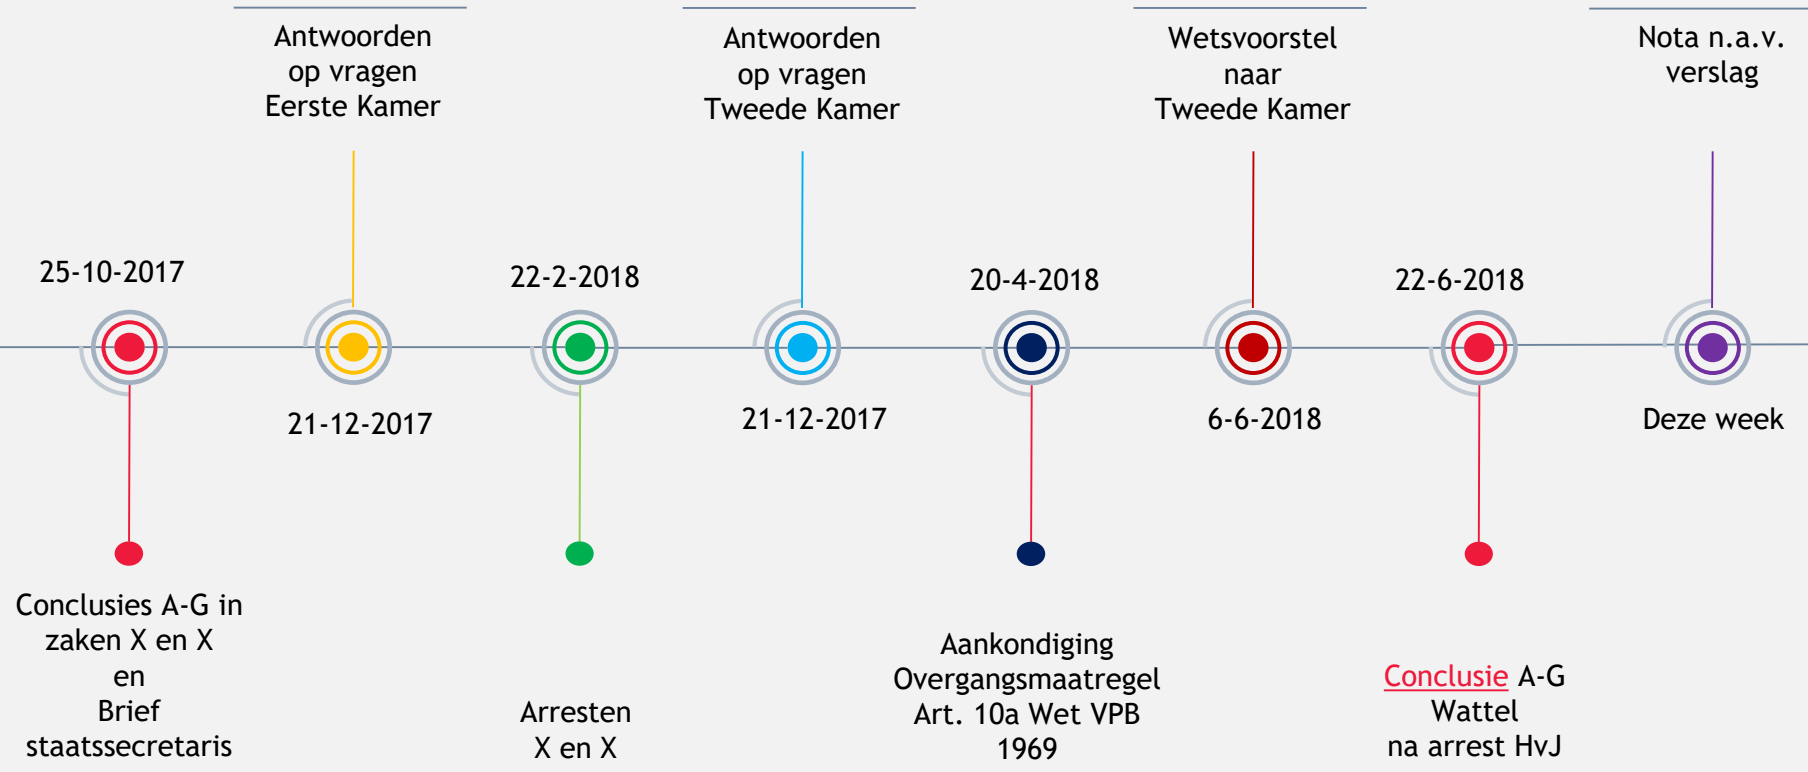 25-10-2017
Conclusies A-G in
zaken X en X
en
Brief
staatssecretaris
Antwoorden
op vragen
Eerste Kamer
21-12-2017
22-2-2018
Arresten
X en X
Antwoorden
op vragen
Tweede Kamer
21-12-2017
20-4-2018
Aankondiging
Overgangsmaatregel
Art. 10a Wet VPB
1969
Wetsvoorstel
naar
Tweede Kamer
6-6-2018
22-6-2018
Conclusie A-G
Wattel
na arrest HvJ
Nota n.a.v.
verslag
Deze week